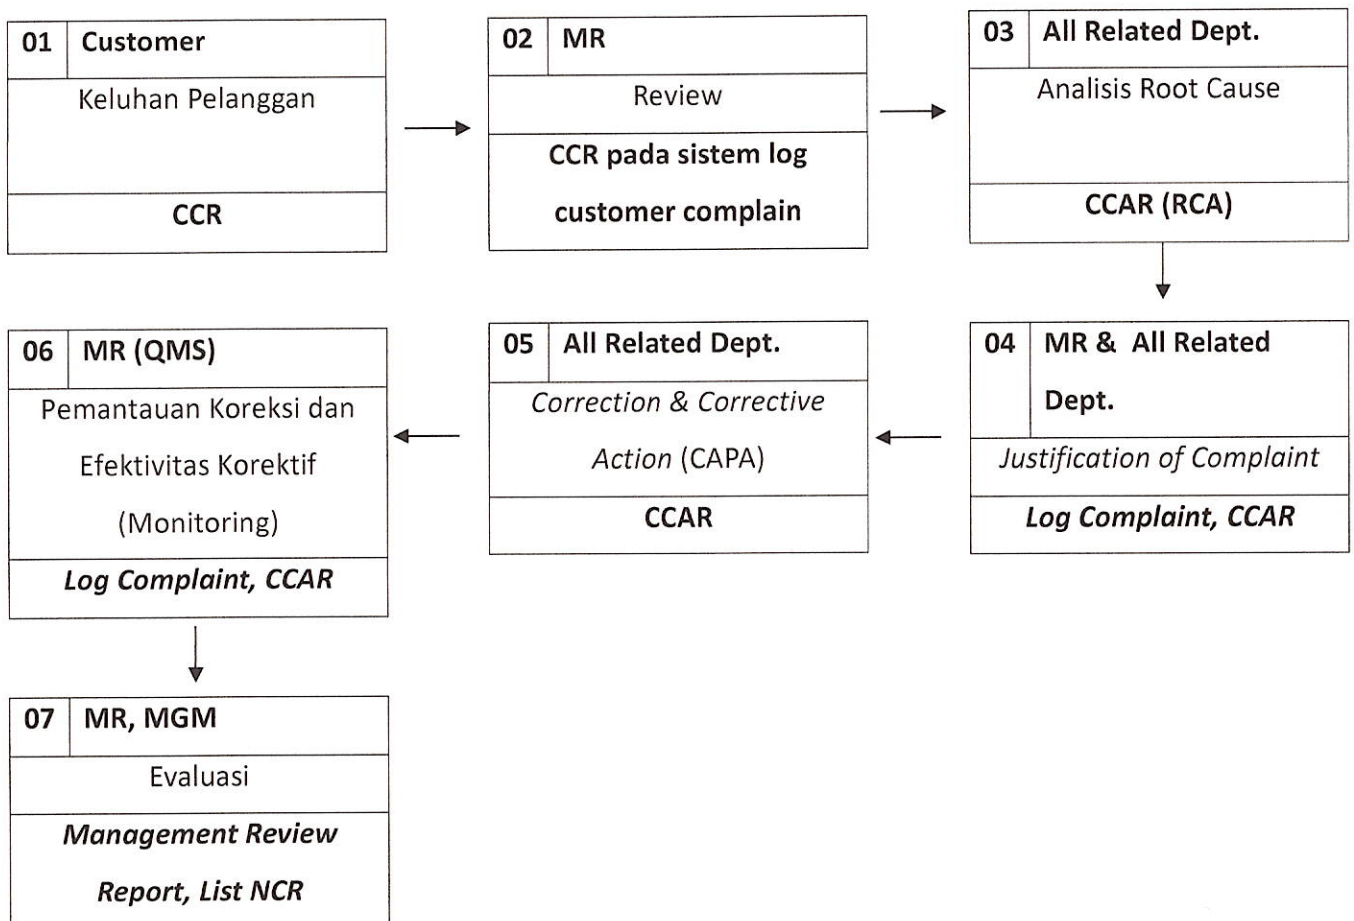 01 Customer
Keluhan Pelanggan
CCR
02 MR
Review
CCR pada sistem log
customer complain
03 All Related Dept.
Analisis Root Cause
CCAR (RCA)
04 MR & All Related
Dept.
Justification of Complaint
Log Complaint, CCAR
05 All Related Dept.
Correction & Corrective
Action (CAPA)
CCAR
06 MR (QMS)
Pemantauan Koreksi dan
Efektivitas Korektif
(Monitoring)
Log Complaint, CCAR
07 MR, MGM
Evaluasi
Management Review
Report, List NCR